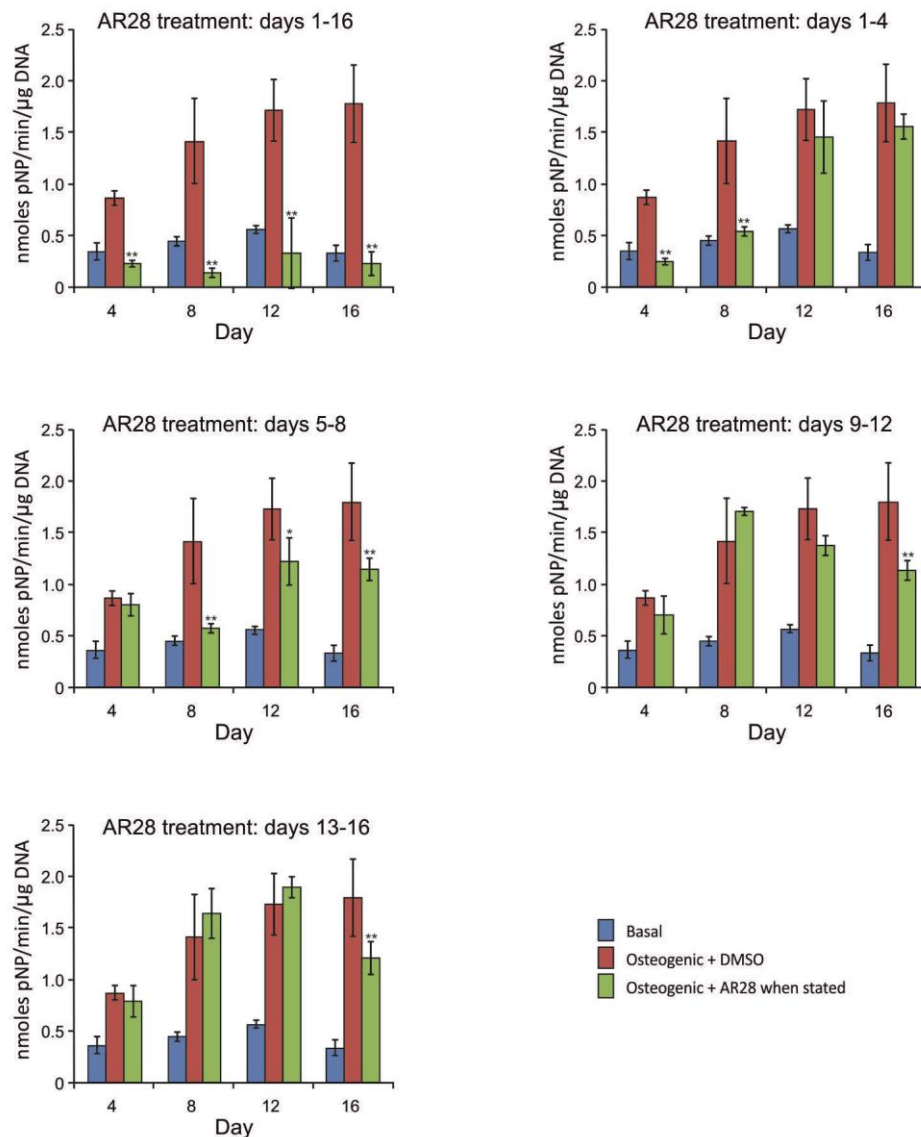 AR28 treatment: days 1-16
2.5
2.0
1.5
1.0
0.5
0
nmoles pNP/min/µg DNA
**
**
**
**
4 8 12 16
Day
AR28 treatment: days 1-4
2.5
2.0
1.5
1.0
0.5
0
nmoles pNP/min/µg DNA
**
**
4 8 12 16
Day
AR28 treatment: days 5-8
2.5
2.0
1.5
1.0
0.5
0
nmoles pNP/min/µg DNA
**
*
**
4 8 12 16
Day
AR28 treatment: days 9-12
2.5
2.0
1.5
1.0
0.5
0
nmoles pNP/min/µg DNA
**
4 8 12 16
Day
AR28 treatment: days 13-16
2.5
2.0
1.5
1.0
0.5
0
nmoles pNP/min/µg DNA
**
4 8 12 16
Day
Basal
Osteogenic + DMSO
Osteogenic + AR28 when stated